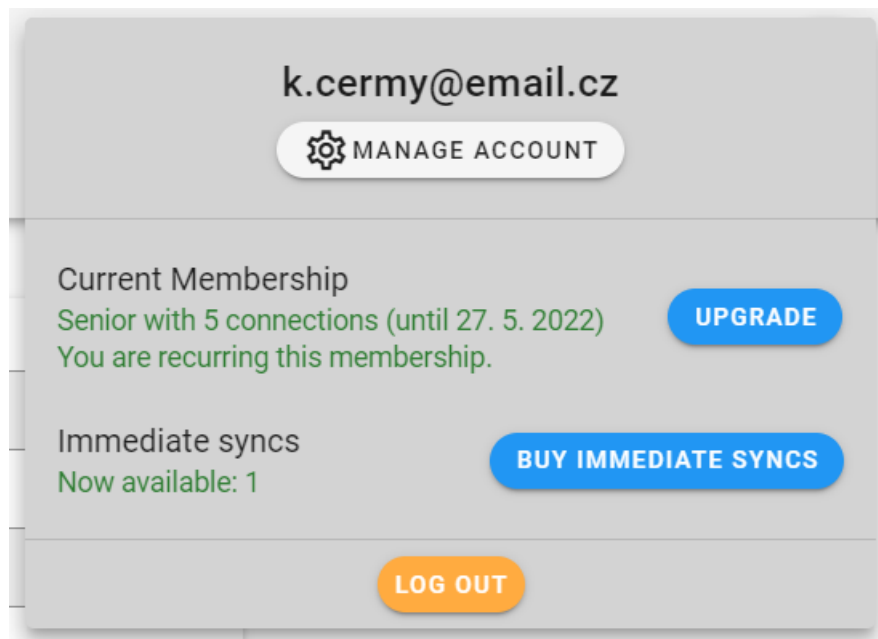 k.cermy@email.cz
MANAGE ACCOUNT
Current Membership
Senior with 5 connections (until 27. 5. 2022)
You are recurring this membership.
UPGRADE
Immediate syncs
Now available: 1
BUY IMMEDIATE SYNCS
LOG OUT